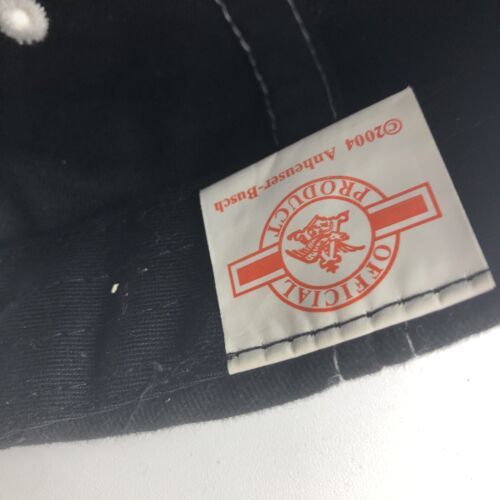 OFFICIAL
PRODUCT
©2004 Anheuser-Busch